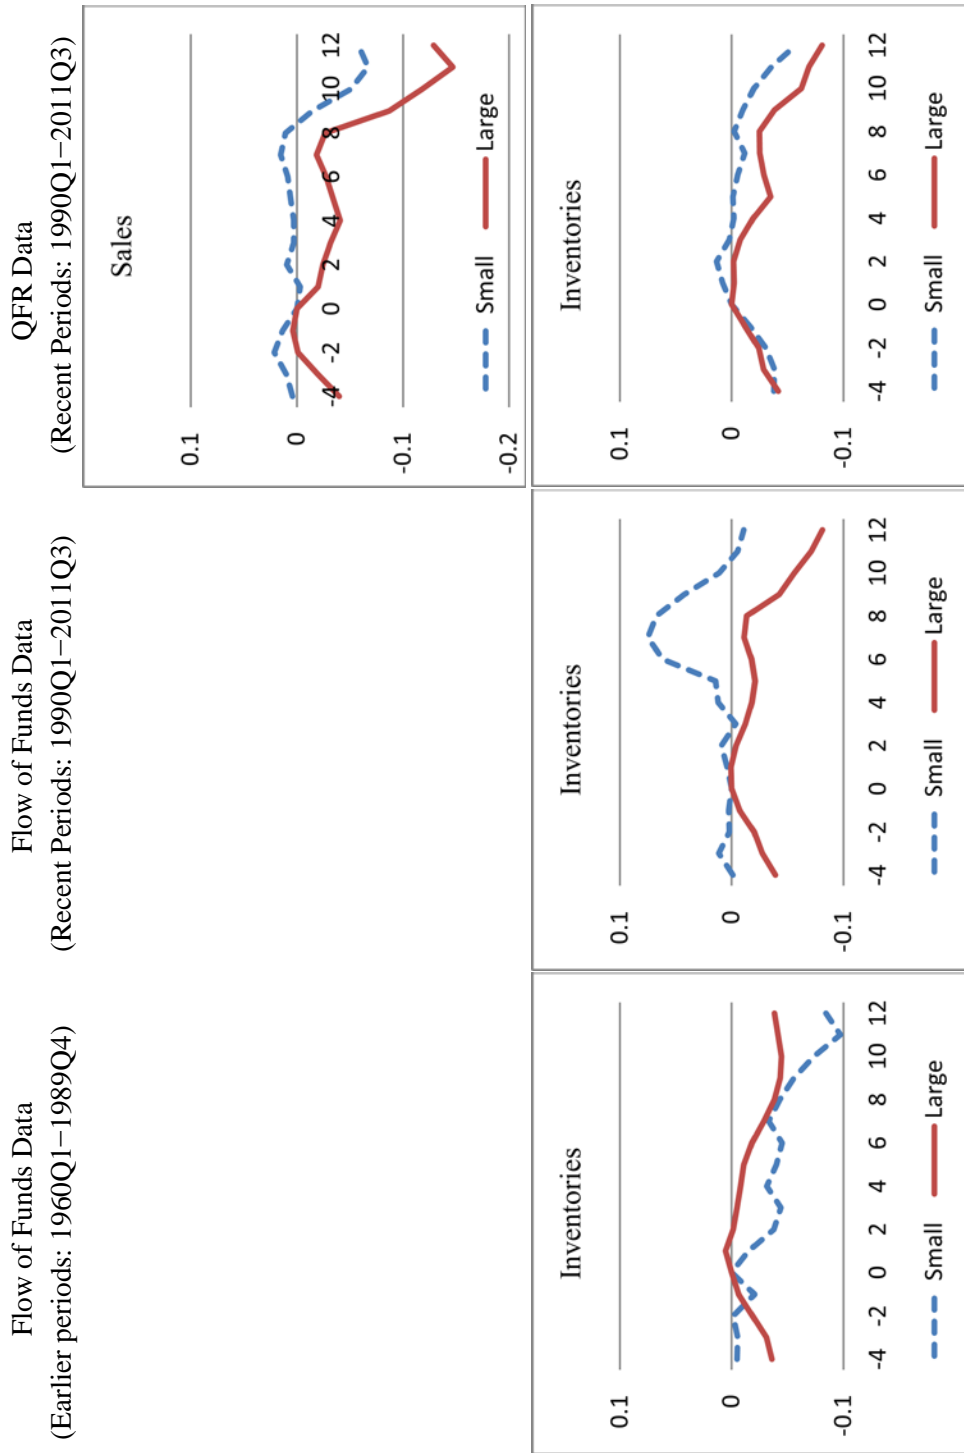 Flow of Funds Data
(Earlier periods: 1960Q1−1989Q4)
Flow of Funds Data
(Recent Periods: 1990Q1−2011Q3)
QFR Data
(Recent Periods: 1990Q1−2011Q3)
Sales
0.1
0
-0.1
-0.2
-4 -2 0 2 4 6 8 10 12
Small Large
Inventories
0.1
0
-0.1
-4 -2 0 2 4 6 8 10 12
Small Large
Inventories
0.1
0
-0.1
-4 -2 0 2 4 6 8 10 12
Small Large
Inventories
0.1
0
-0.1
-4 -2 0 2 4 6 8 10 12
Small Large